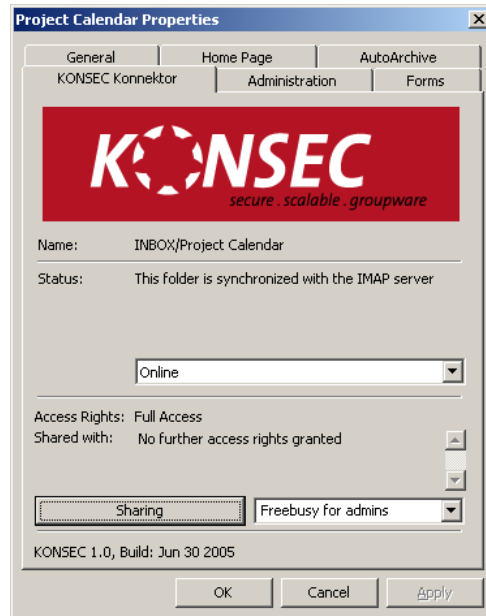 Project Calendar Properties
General Home Page AutoArchive
KONSEC Konnektor Administration Forms
KONSEC
secure . scalable . groupware
Name: INBOX/Project Calendar
Status: This folder is synchronized with the IMAP server
Online
Access Rights: Full Access
Shared with: No further access rights granted
Sharing Freebusy for admins
KONSEC 1.0, Build: Jun 30 2005
OK Cancel Apply